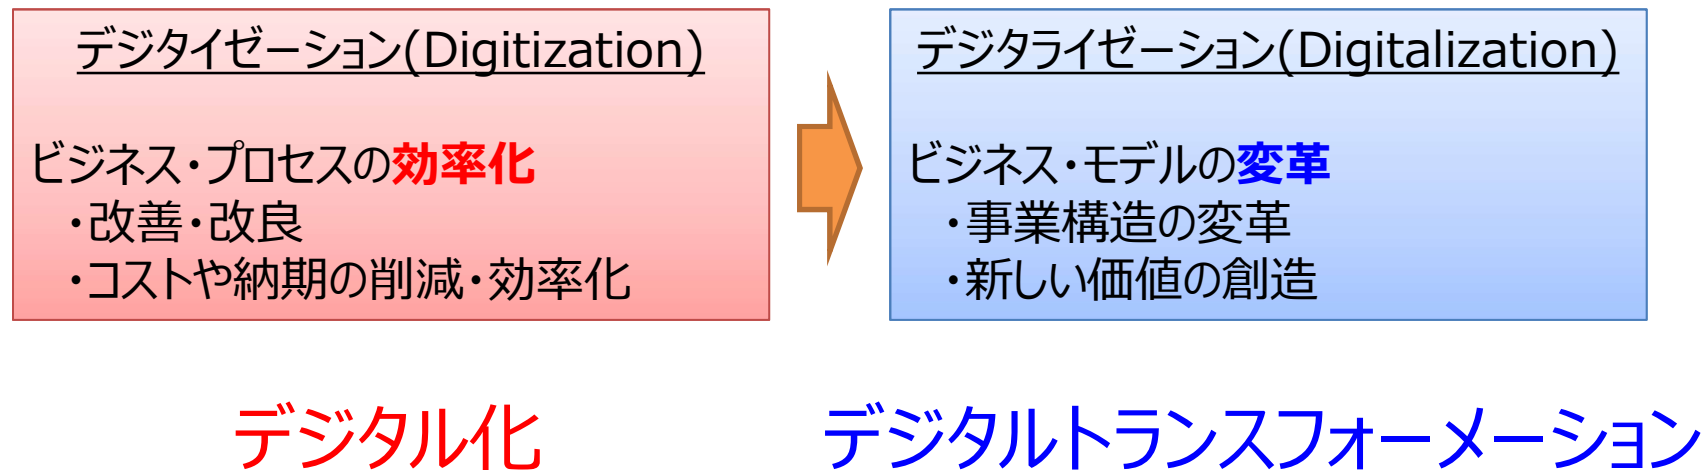 デジタイゼーション(Digitization)
ビジネス・プロセスの効率化
・改善・改良
・コストや納期の削減・効率化
デジタライゼーション(Digitalization)
ビジネス・モデルの変革
・事業構造の変革
・新しい価値の創造
デジタル化
デジタルトランスフォーメーション